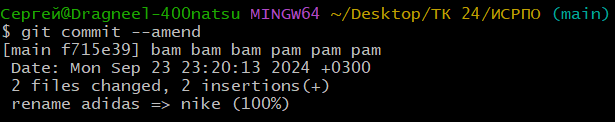 Сергей@Dragneel-400natsu MINGW64 ~/Desktop/ТК 24/ИСРПО (main)
$ git commit --amend
[main f715e39] bam bam bam pam pam pam
 Date: Mon Sep 23 23:20:13 2024 +0300
 2 files changed, 2 insertions(+)
 rename adidas => nike (100%)